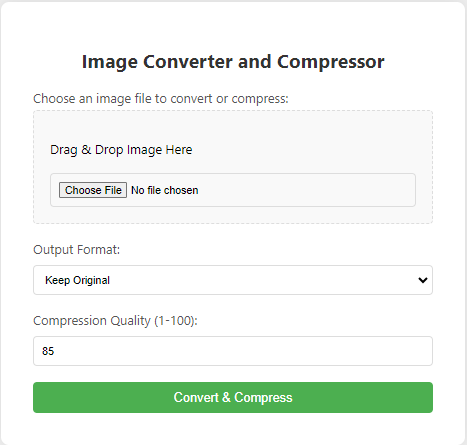 Image Converter and Compressor
Choose an image file to convert or compress:
Drag & Drop Image Here
Choose File No file chosen
Output Format:
Keep Original
Compression Quality (1-100):
85
Convert & Compress